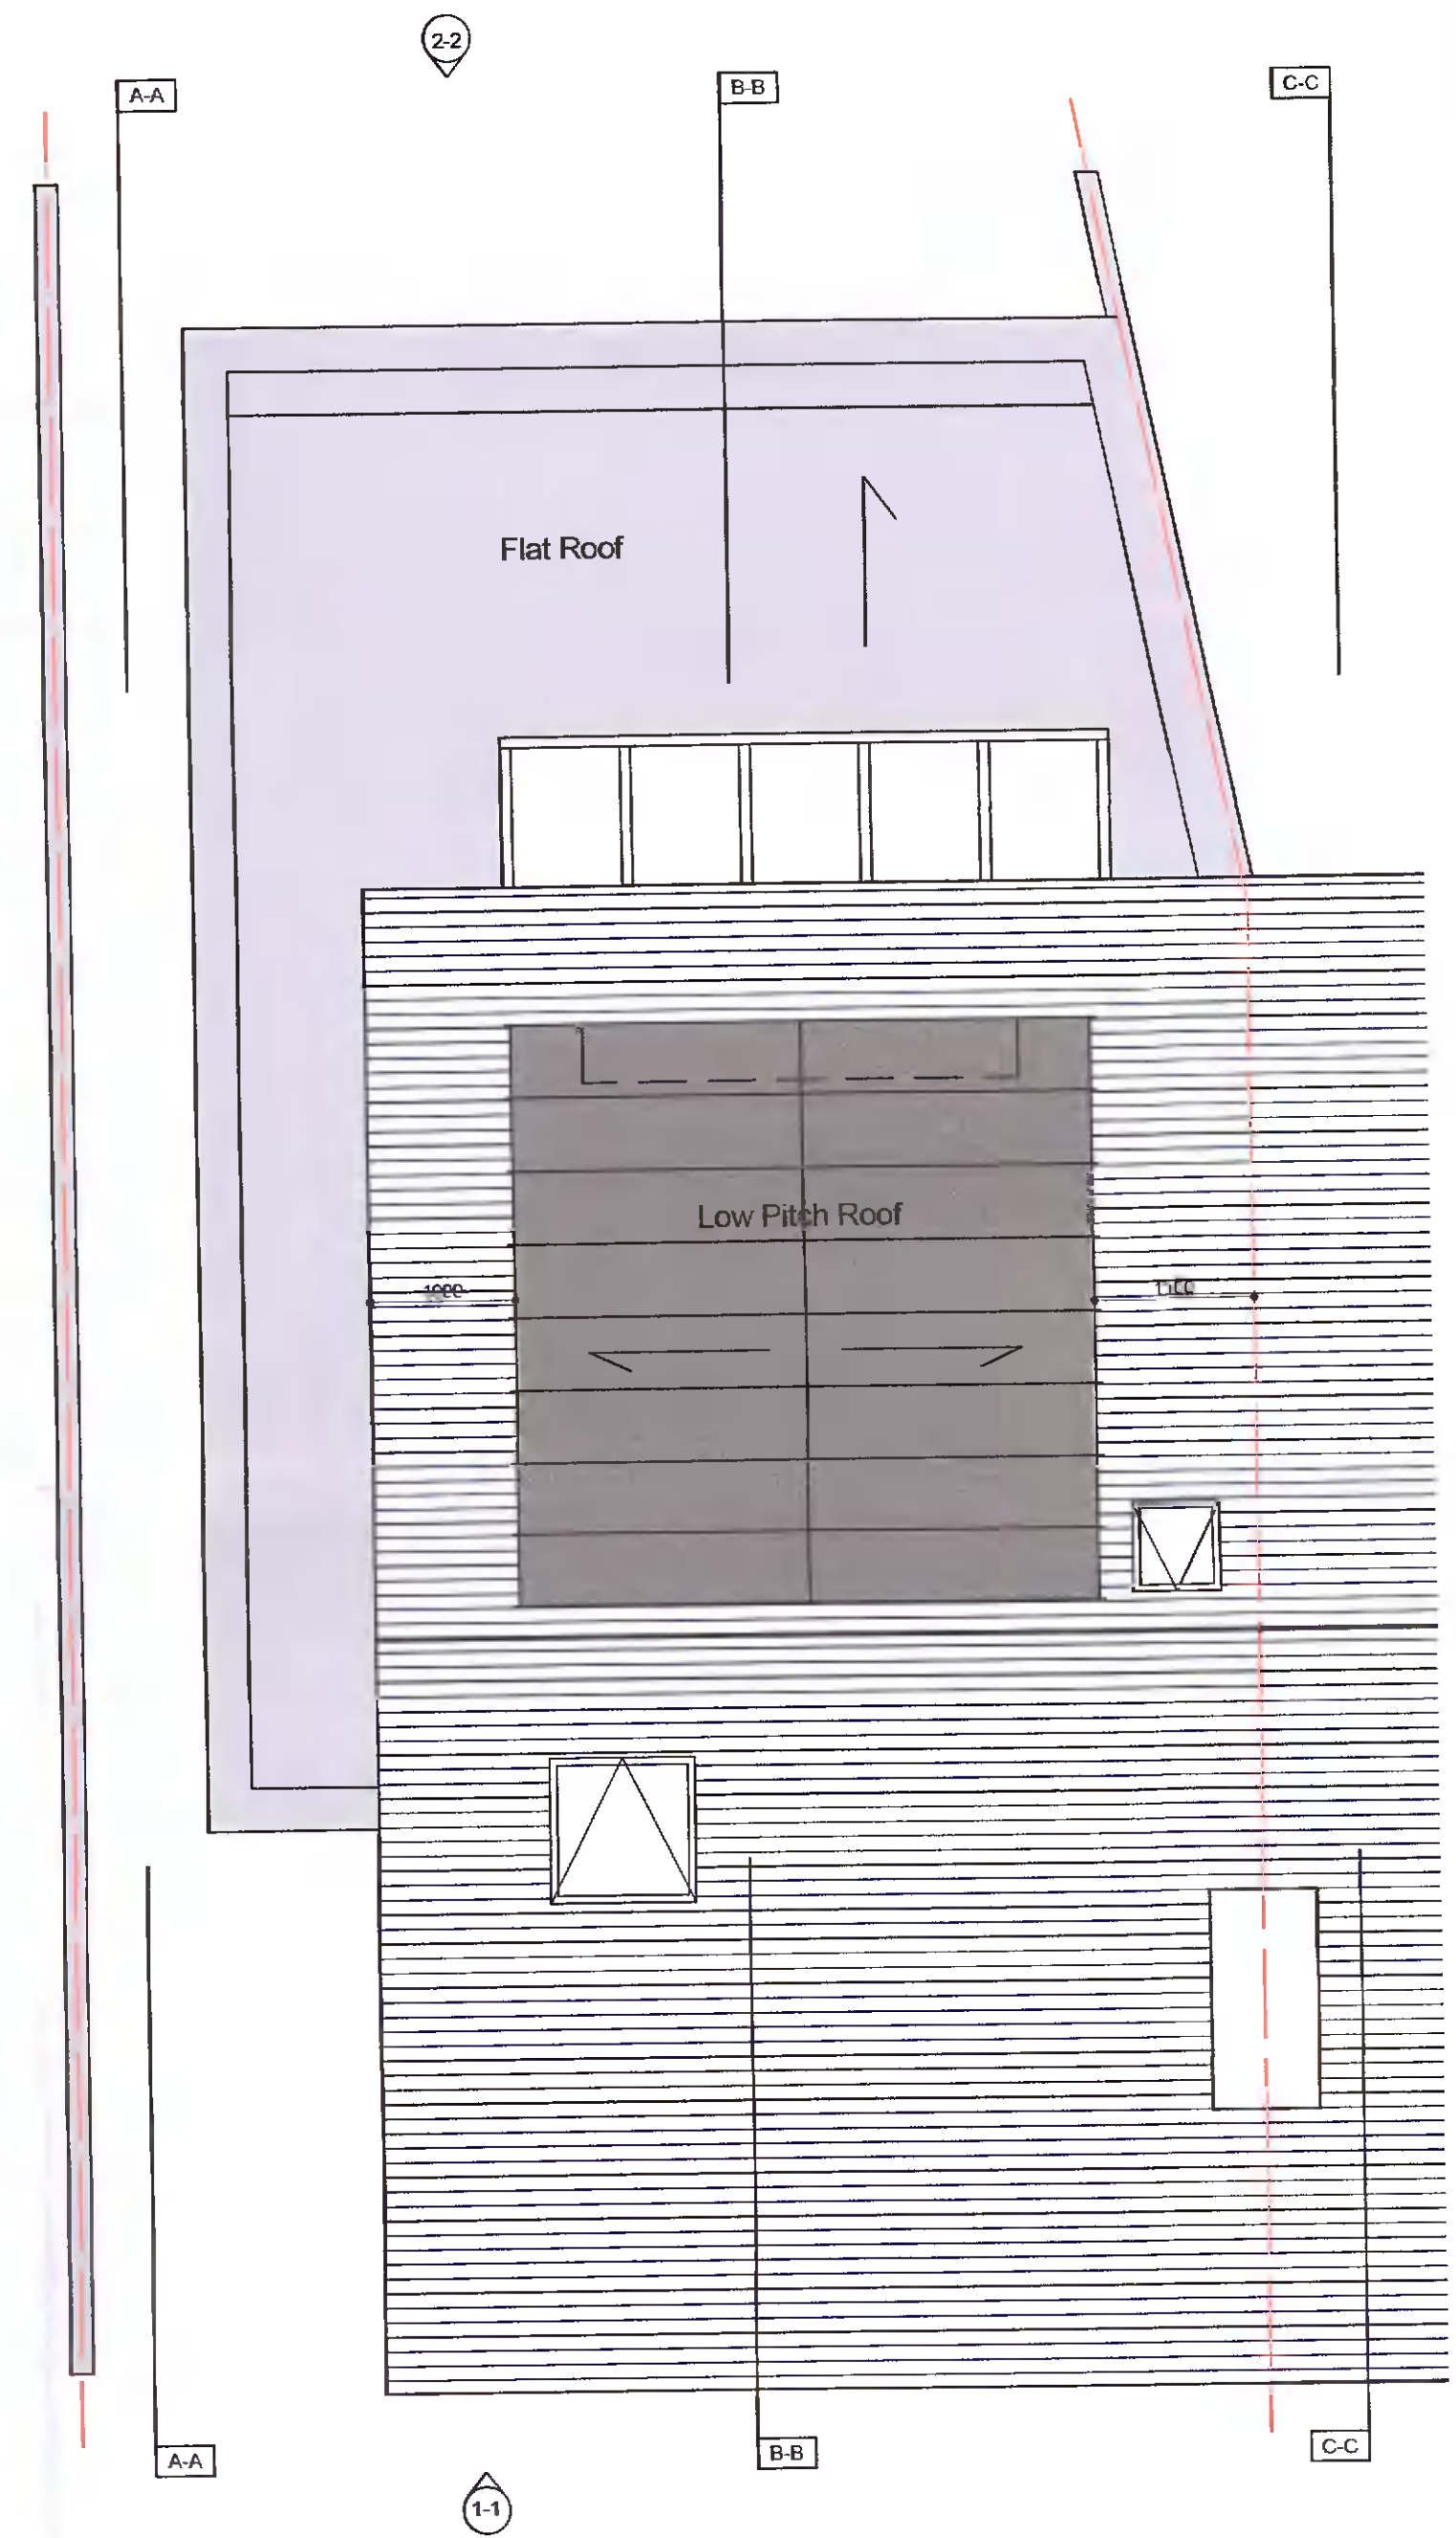 2-2
A-A
B-B
C-C
Flat Roof
Low Pitch Roof
A-A
B-B
C-C
1-1